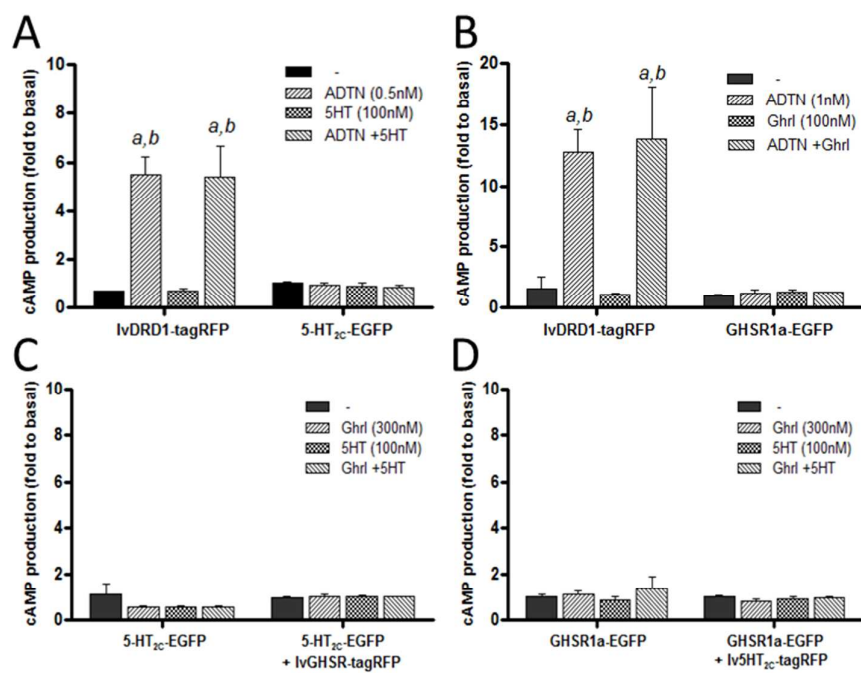 A
cAMP production (fold to basal)
10
8
6
4
2
0
a,b
a,b
-
ADTN (0.5nM)
5HT (100nM)
ADTN +5HT
lvDRD1-tagRFP
5-HT2C-EGFP
B
cAMP production (fold to basal)
20
15
10
5
0
a,b
a,b
-
ADTN (1nM)
Ghrl (100nM)
ADTN +Ghrl
lvDRD1-tagRFP
GHSR1a-EGFP
C
cAMP production (fold to basal)
10
8
6
4
2
0
-
Ghrl (300nM)
5HT (100nM)
Ghrl +5HT
5-HT2C-EGFP
5-HT2C-EGFP
+ lvGHSR-tagRFP
D
cAMP production (fold to basal)
10
8
6
4
2
0
-
Ghrl (300nM)
5HT (100nM)
Ghrl +5HT
GHSR1a-EGFP
GHSR1a-EGFP
+ lv5HT2C-tagRFP